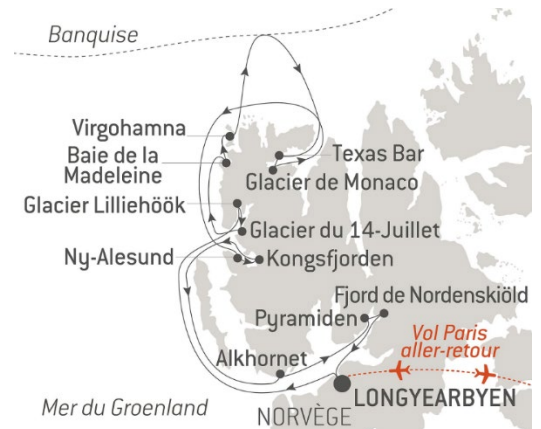 Banquise
Virgohamna
Baie de la
Madeleine
Texas Bar
Glacier de Monaco
Glacier Lilliehöök
Glacier du 14-Juillet
Ny-Alesund
Kongsfjorden
Fjord de Nordenskiöld
Pyramiden
Vol Paris
aller-retour
Alkhornet
LONGYEARBYEN
Mer du Groenland
NORVÈGE